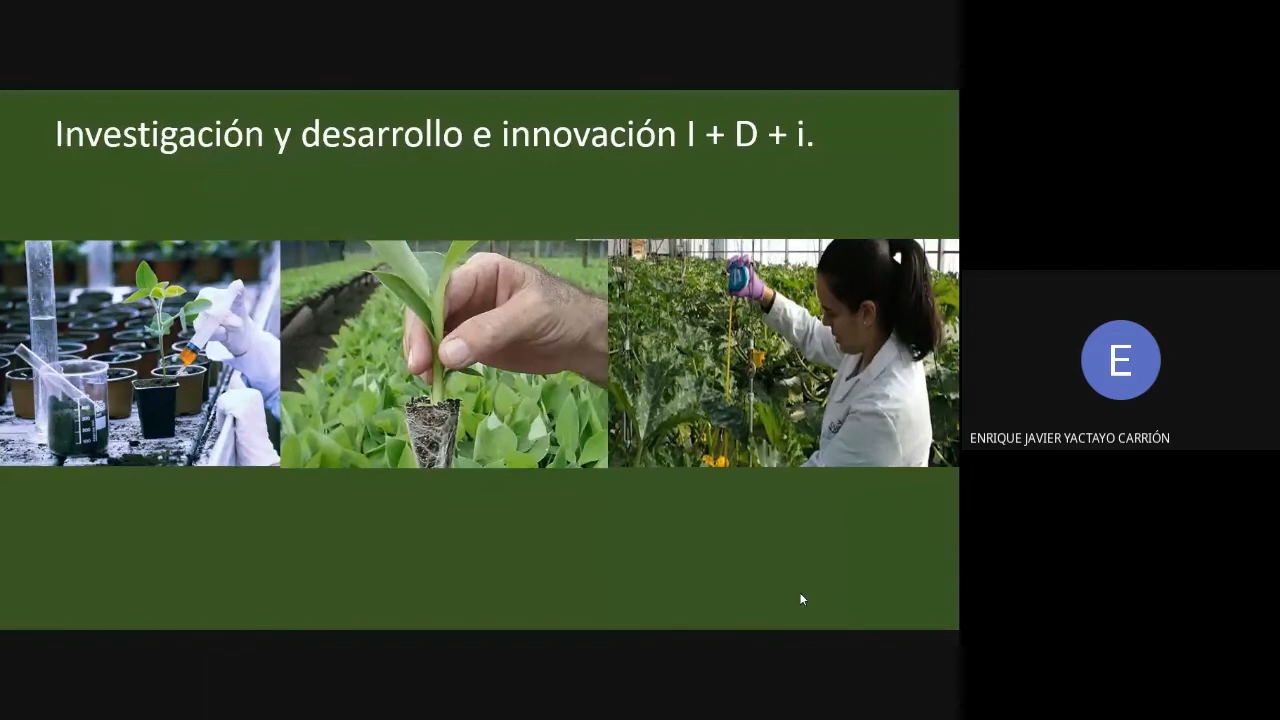 Investigación y desarrollo e innovación I + D + i.
E
ENRIQUE JAVIER YACTAYO CARRIÓN